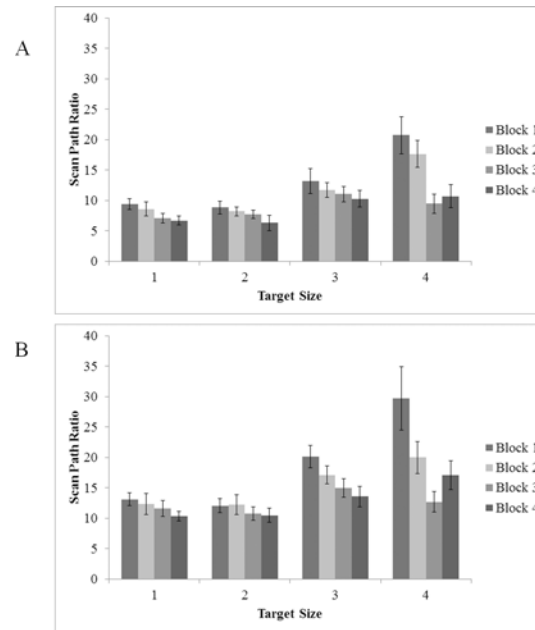 A
40
35
30
25
20
15
10
5
0
Scan Path Ratio
1 2 3 4
Target Size
Block 1
Block 2
Block 3
Block 4
B
40
35
30
25
20
15
10
5
0
Scan Path Ratio
1 2 3 4
Target Size
Block 1
Block 2
Block 3
Block 4